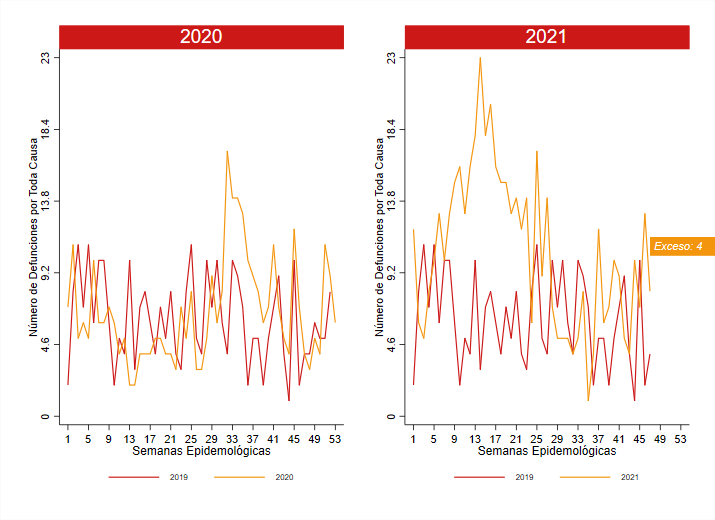 2020
Número de Defunciones por Toda Causa
23
18.4
13.8
9.2
4.6
0
1 5 9 13 17 21 25 29 33 37 41 45 49 53
Semanas Epidemológicas
2019 2020
2021
Número de Defunciones por Toda Causa
23
18.4
13.8
9.2
4.6
0
Exceso: 4
1 5 9 13 17 21 25 29 33 37 41 45 49 53
Semanas Epidemológicas
2019 2021